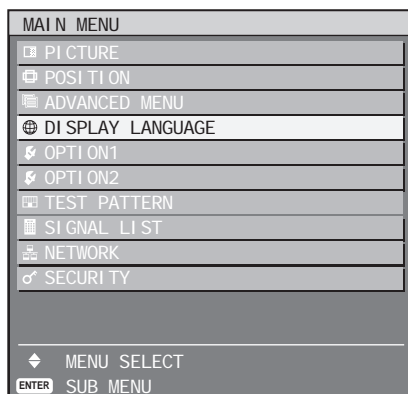 MAIN MENU
PICTURE
POSITION
ADVANCED MENU
DISPLAY LANGUAGE
OPTION1
OPTION2
TEST PATTERN
SIGNAL LIST
NETWORK
SECURITY
MENU SELECT
ENTER SUB MENU